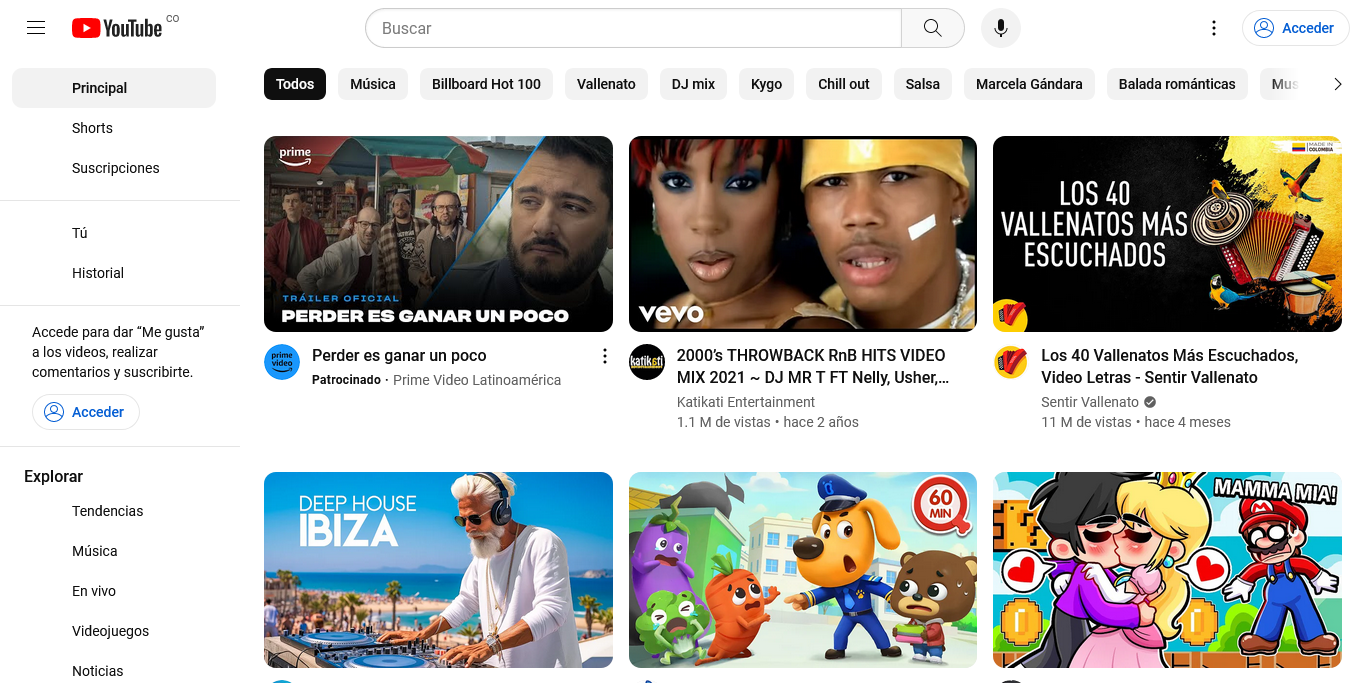 YouTube CO
Buscar
Acceder
Principal
Shorts
Suscripciones
Tú
Historial
Accede para dar “Me gusta”
a los videos, realizar
comentarios y suscribirte.
Acceder
Explorar
Tendencias
Música
En vivo
Videojuegos
Noticias
Todos
Música
Billboard Hot 100
Vallenato
DJ mix
Kygo
Chill out
Salsa
Marcela Gándara
Balada románticas
Mus
prime
TRÁILER OFICIAL
PERDER ES GANAR UN POCO
prime
video
Perder es ganar un poco
Patrocinado · Prime Video Latinoamérica
vevo
katikati
2000’s THROWBACK RnB HITS VIDEO
MIX 2021 ~ DJ MR T FT Nelly, Usher,...
Katikati Entertainment
1.1 M de vistas • hace 2 años
MADE IN
COLOMBIA
LOS 40
VALLENATOS MÁS
ESCUCHADOS
Los 40 Vallenatos Más Escuchados,
Video Letras - Sentir Vallenato
Sentir Vallenato
11 M de vistas • hace 4 meses
DEEP HOUSE
IBIZA
60
MIN
MAMMA MIA!